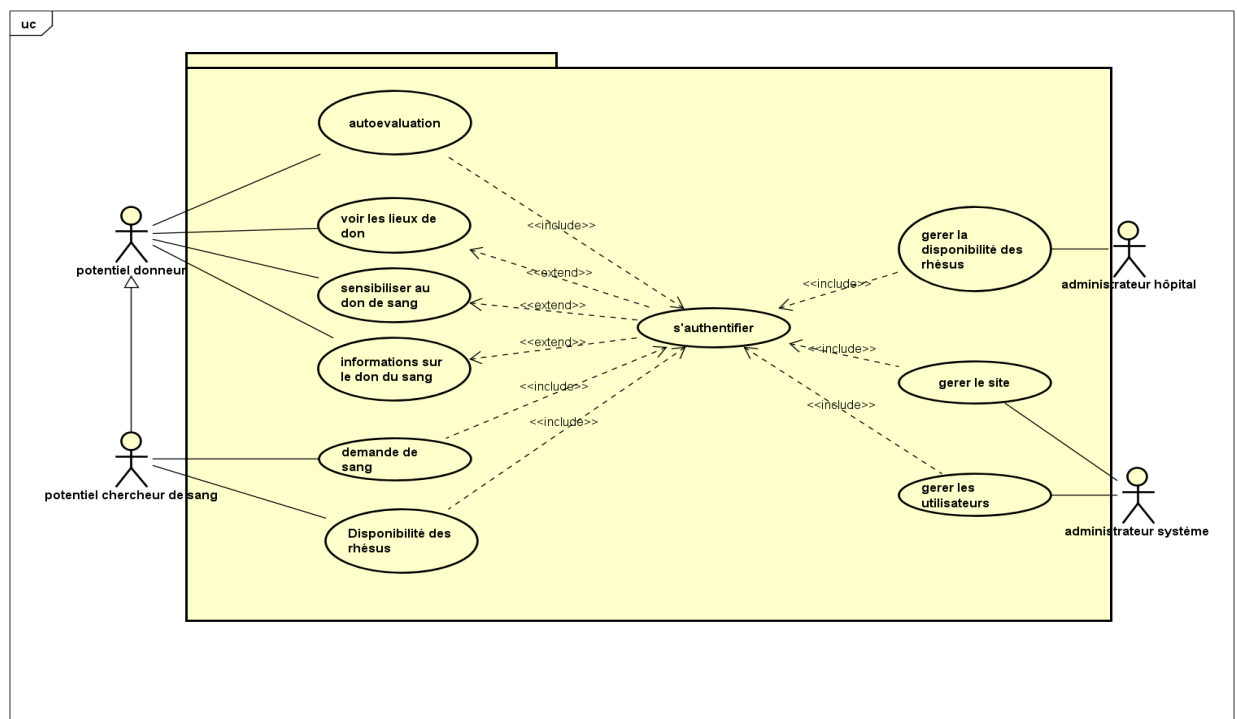 uc
autoevaluation
voir les lieux de
don
<<include>>
gerer la
disponibilité des
rhésus
potentiel donneur
<<extend>>
administrateur hôpital
sensibiliser au
don de sang
<<extend>>
<<include>>
s'authentifier
informations sur
le don du sang
<<extend>>
<<include>>
gerer le site
<<include>>
<<include>>
<<include>>
demande de
sang
potentiel chercheur de sang
gerer les
utilisateurs
Disponibilité des
rhésus
administrateur système